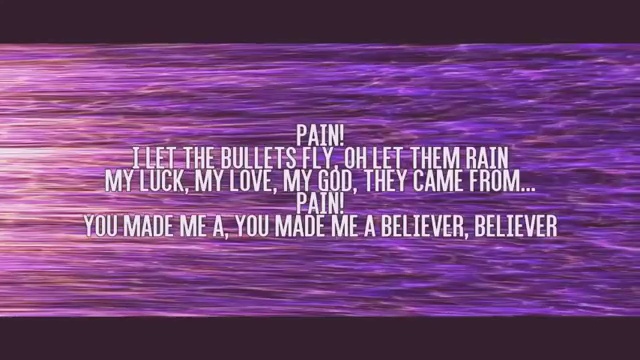 PAIN!
I LET THE BULLETS FLY, OH LET THEM RAIN
MY LUCK, MY LOVE, MY GOD, THEY CAME FROM...
PAIN!
YOU MADE ME A, YOU MADE ME A BELIEVER, BELIEVER